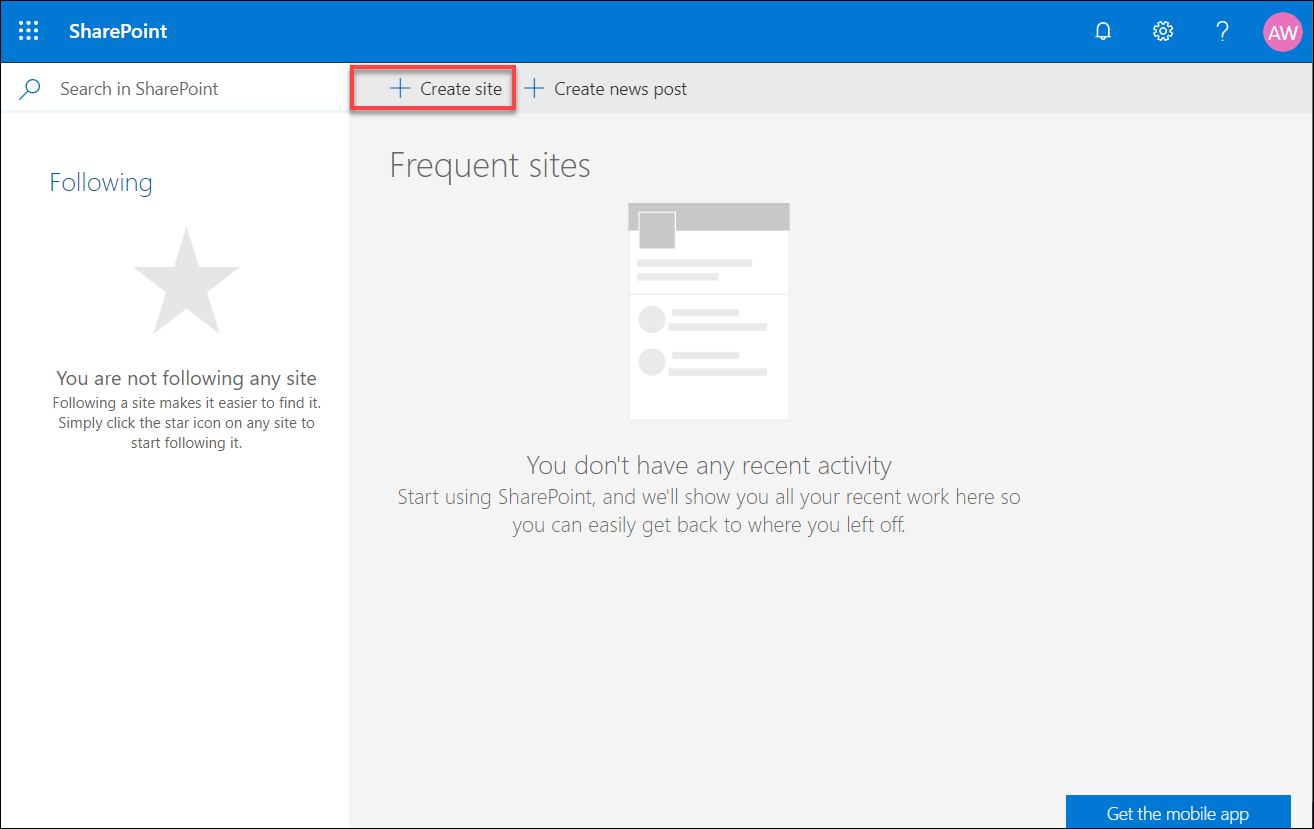 SharePoint
AW
Search in SharePoint
Create site
Create news post
Following
You are not following any site
Following a site makes it easier to find it.
Simply click the star icon on any site to
start following it.
Frequent sites
You don't have any recent activity
Start using SharePoint, and we'll show you all your recent work here so
you can easily get back to where you left off.
Get the mobile app